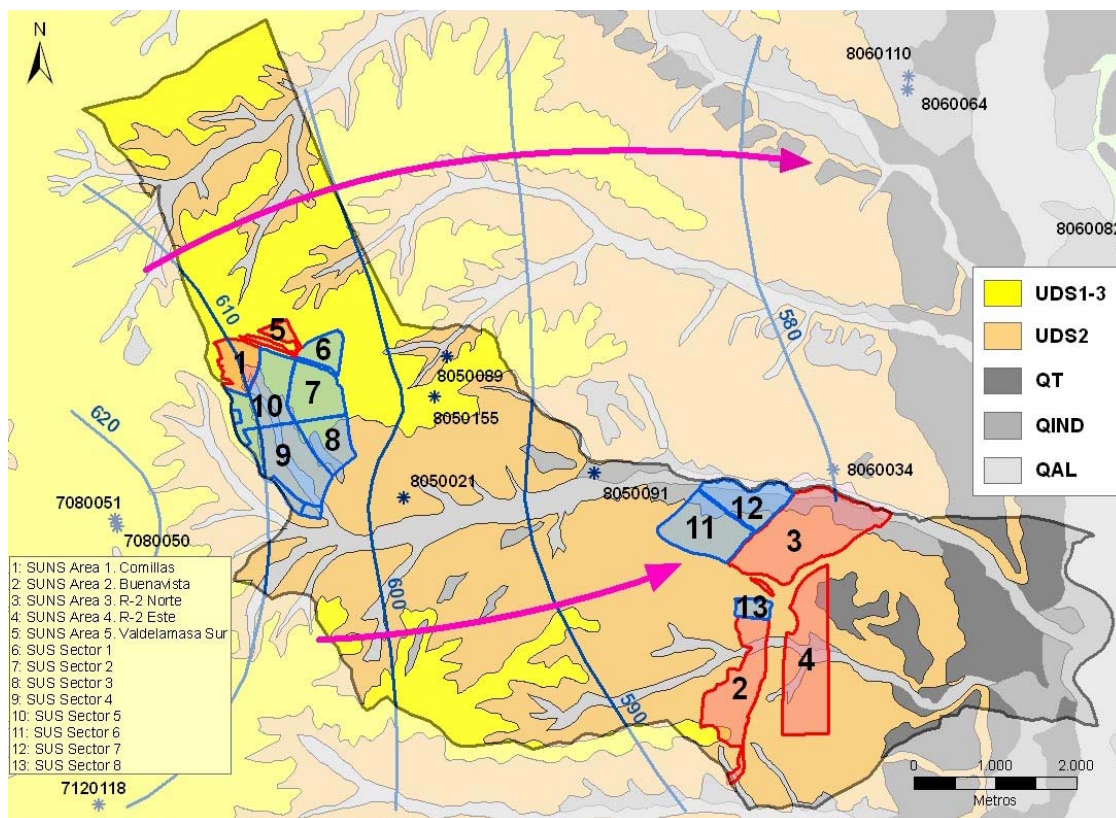 N
8060110
8060064
8060082
610
580
UDS1-3
UDS2
QT
QIND
QAL
5
1
6
7
10
8
9
8050089
8050155
620
8050021
8050091
8060034
7080051
7080050
11
12
3
13
4
2
600
590
1: SUNS Area 1. Comillas
2: SUNS Area 2. Buenavista
3: SUNS Area 3. R-2 Norte
4: SUNS Area 4. R-2 Este
5: SUNS Area 5. Valdelamasa Sur
6: SUS Sector 1
7: SUS Sector 2
8: SUS Sector 3
9: SUS Sector 4
10: SUS Sector 5
11: SUS Sector 6
12: SUS Sector 7
13: SUS Sector 8
7120118
0 1.000 2.000
Metros